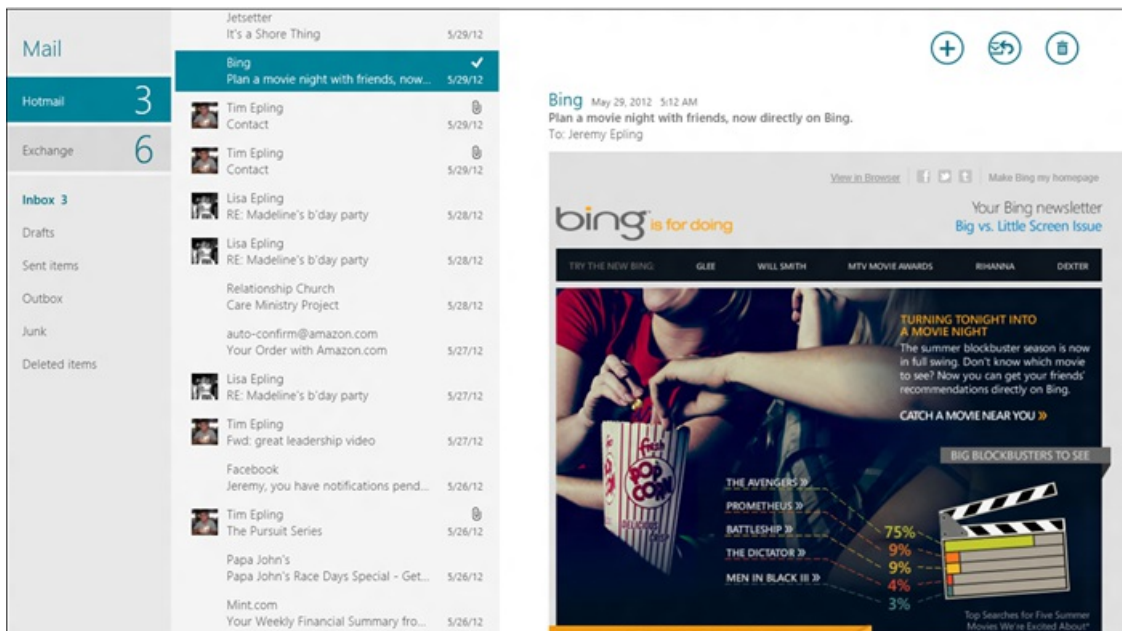 Mail
Hotmail 3
Exchange 6
Inbox 3
Drafts
Sent items
Outbox
Junk
Deleted items
Jetsetter
It's a Shore Thing 5/29/12
Bing
Plan a movie night with friends, now... 5/29/12
Tim Epling
Contact 5/29/12
Tim Epling
Contact 5/29/12
Lisa Epling
RE: Madeline's b'day party 5/28/12
Lisa Epling
RE: Madeline's b'day party 5/28/12
Relationship Church
Care Ministry Project 5/28/12
auto-confirm@amazon.com
Your Order with Amazon.com 5/27/12
Lisa Epling
RE: Madeline's b'day party 5/27/12
Tim Epling
Fwd: great leadership video 5/27/12
Facebook
Jeremy, you have notifications pend... 5/26/12
Tim Epling
The Pursuit Series 5/26/12
Papa John's
Papa John's Race Days Special - Get... 5/26/12
Mint.com
Your Weekly Financial Summary fro... 5/26/12
Bing May 29, 2012 5:12 AM
Plan a movie night with friends, now directly on Bing.
To: Jeremy Epling
View in Browser f t Make Bing my homepage
bing is for doing
Your Bing newsletter
Big vs. Little Screen Issue
TRY THE NEW BING: GLEE WILL SMITH MTV MOVIE AWARDS RIHANNA DEXTER
TURNING TONIGHT INTO
A MOVIE NIGHT
The summer blockbuster season is now
in full swing. Don't know which movie
to see? Now you can get your friends'
recommendations directly on Bing.
CATCH A MOVIE NEAR YOU »
BIG BLOCKBUSTERS TO SEE
fresh
POP
CORN
DELICIOUS
CRISP
THE AVENGERS »
PROMETHEUS »
BATTLESHIP »
THE DICTATOR »
MEN IN BLACK III »
75%
9%
9%
4%
3%
Top Searches for Five Summer
Movies We're Excited About*